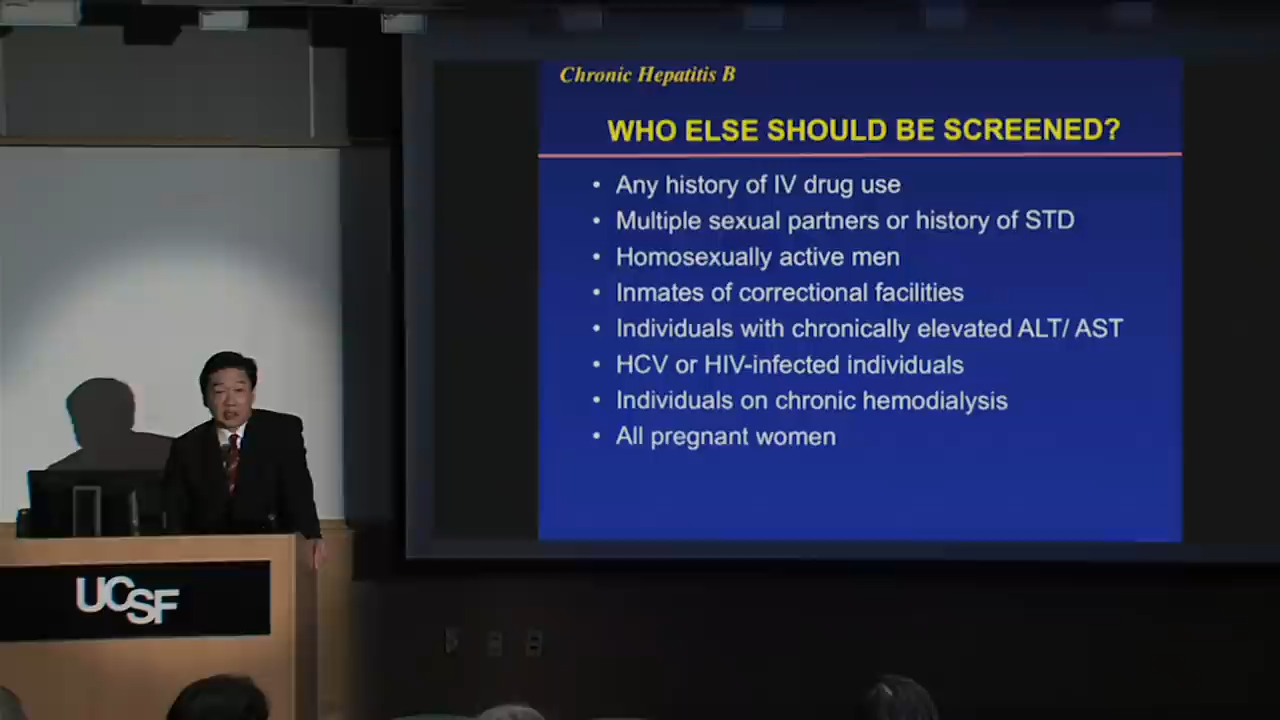 Chronic Hepatitis B
WHO ELSE SHOULD BE SCREENED?
• Any history of IV drug use
• Multiple sexual partners or history of STD
• Homosexually active men
• Inmates of correctional facilities
• Individuals with chronically elevated ALT/ AST
• HCV or HIV-infected individuals
• Individuals on chronic hemodialysis
• All pregnant women
UCSF